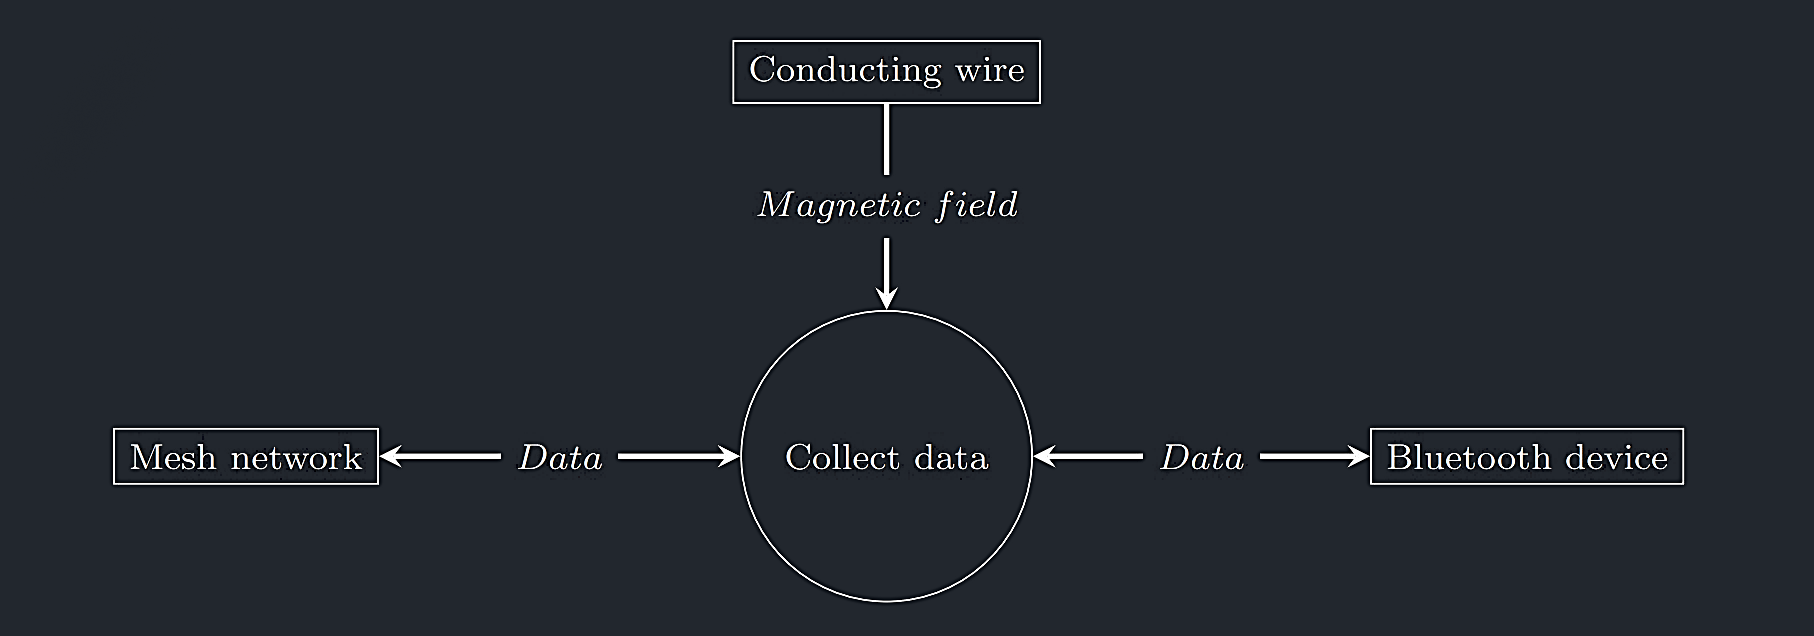 Conducting wire
Magnetic field
Mesh network
Data
Collect data
Data
Bluetooth device